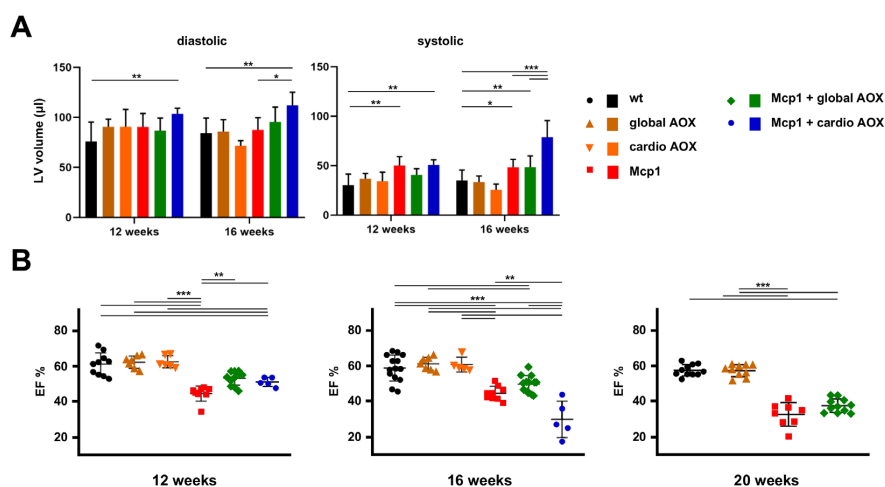 A
diastolic
systolic
LV volume (µl)
150
100
50
0
**
**
*
12 weeks
16 weeks
150
100
50
0
**
**
***
**
*
12 weeks
16 weeks
wt
global AOX
cardio AOX
Mcp1
Mcp1 + global AOX
Mcp1 + cardio AOX
B
EF %
80
60
40
20
**
***
12 weeks
EF %
80
60
40
20
**
***
16 weeks
EF %
80
60
40
20
***
20 weeks